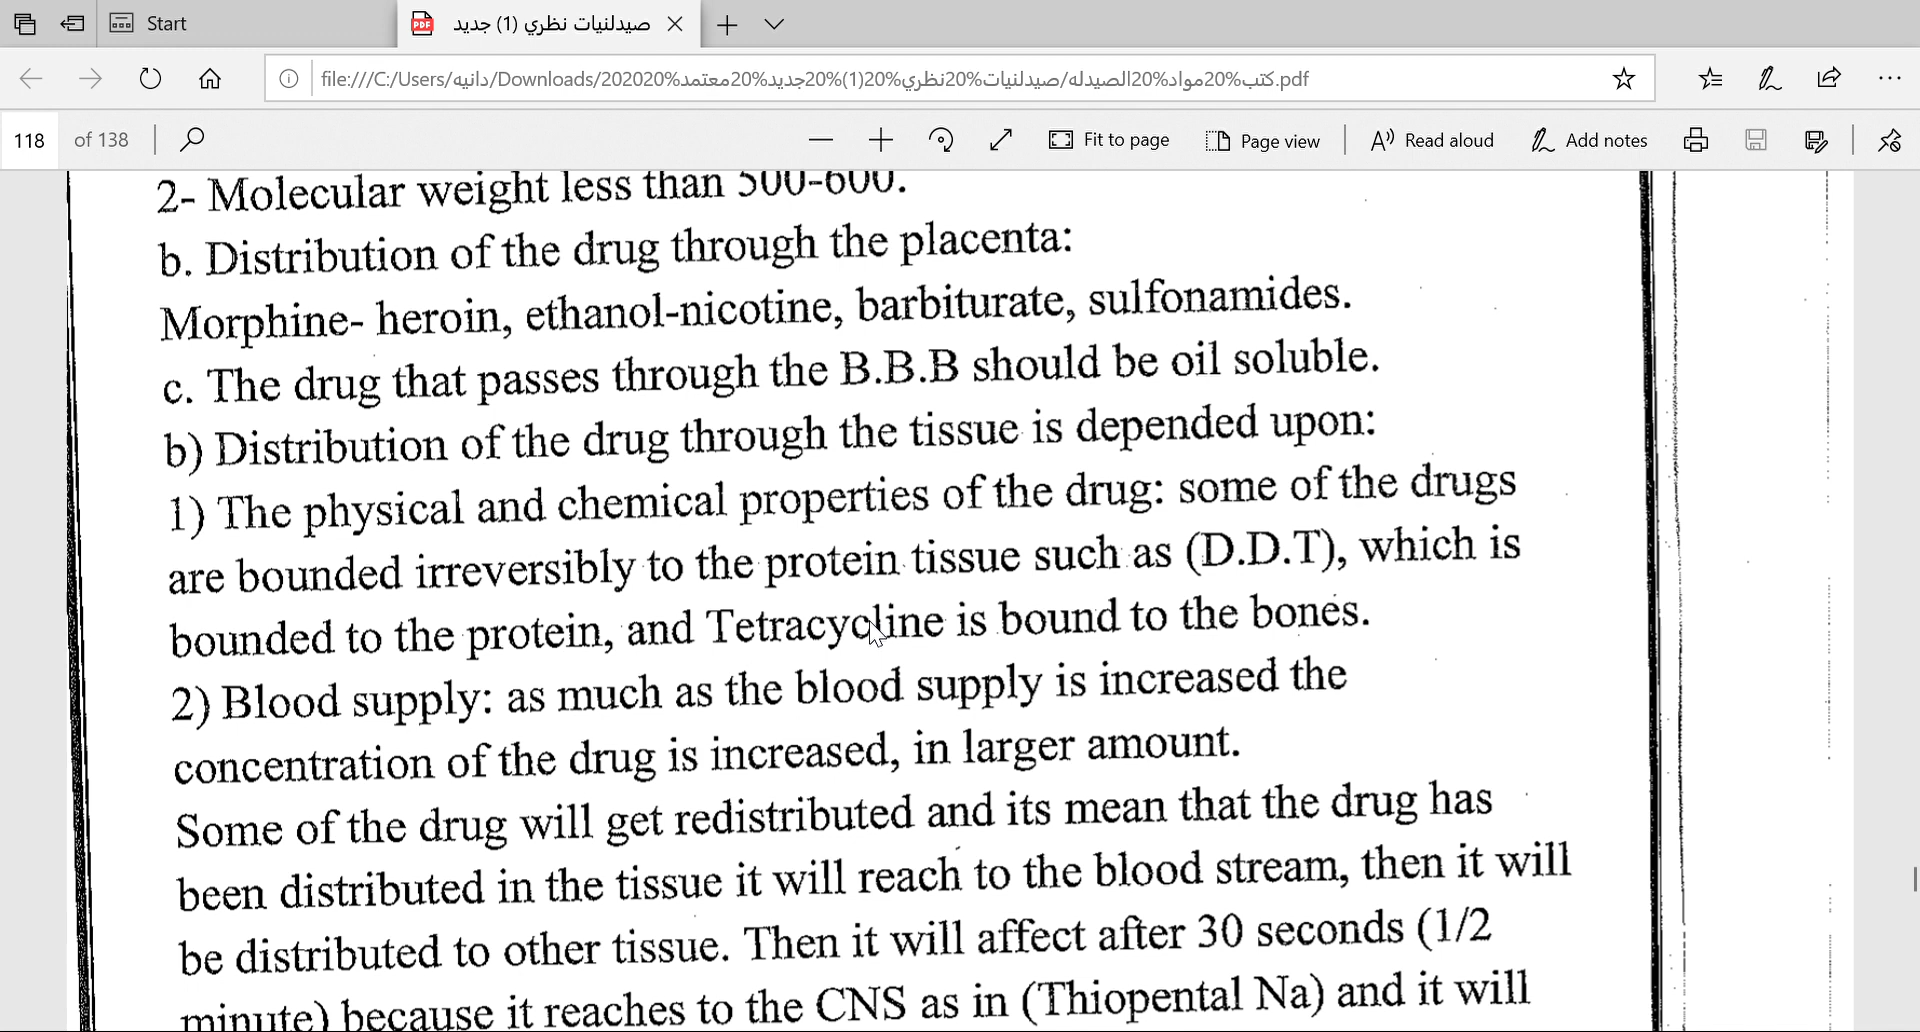 Start
صيدلنيات نظري (1) جديد
file:///C:/Users/دانيه/Downloads/كتب%20مواد%20الصيدله/صيدلنيات%20نظري%20(1)%20جديد%20معتمد%202020.pdf
118 of 138
Fit to page
Page view
Read aloud
Add notes
2- Molecular weight less than 500-600.
b. Distribution of the drug through the placenta:
Morphine- heroin, ethanol-nicotine, barbiturate, sulfonamides.
c. The drug that passes through the B.B.B should be oil soluble.
b) Distribution of the drug through the tissue is depended upon:
1) The physical and chemical properties of the drug: some of the drugs
are bounded irreversibly to the protein tissue such as (D.D.T), which is
bounded to the protein, and Tetracycline is bound to the bones.
2) Blood supply: as much as the blood supply is increased the
concentration of the drug is increased, in larger amount.
Some of the drug will get redistributed and its mean that the drug has
been distributed in the tissue it will reach to the blood stream, then it will
be distributed to other tissue. Then it will affect after 30 seconds (1/2
minute) because it reaches to the CNS as in (Thiopental Na) and it will